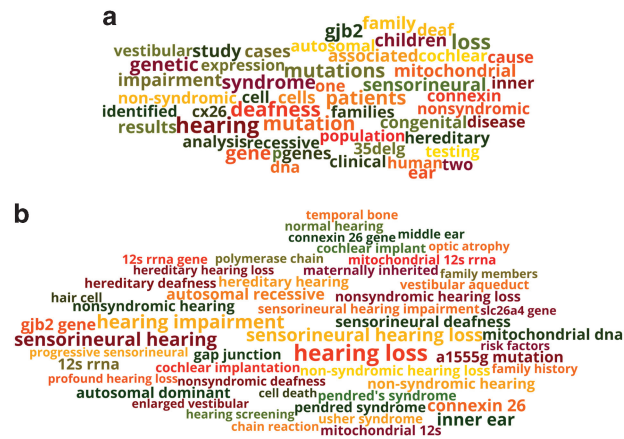 a
gjb2 family deaf
vestibular study cases autosomal children loss
genetic expression associated cochlear cause
impairment syndrome mutations mitochondrial
non-syndromic cell cells one patients sensorineural inner
identified cx26 deafness families connexin nonsyndromic
results hearing mutation congenital disease
analysis recessive population hereditary
gene p genes 35delg testing
dna clinical human two
ear
b
temporal bone
normal hearing
connexin 26 gene middle ear
cochlear implant optic atrophy
12s rrna gene polymerase chain mitochondrial 12s rrna
hereditary hearing loss maternally inherited family members
hereditary deafness hereditary hearing vestibular aqueduct
hair cell autosomal recessive nonsyndromic hearing loss
nonsyndromic hearing sensorineural hearing impairment slc26a4 gene
gjb2 gene hearing impairment sensorineural deafness
sensorineural hearing sensorineural hearing loss mitochondrial dna
progressive sensorineural gap junction hearing loss risk factors
12s rrna a1555g mutation
cochlear implantation non-syndromic hearing loss family history
profound hearing loss nonsyndromic deafness non-syndromic hearing
autosomal dominant cell death pendred's syndrome
enlarged vestibular pendred syndrome connexin 26
hearing screening usher syndrome inner ear
chain reaction mitochondrial 12s